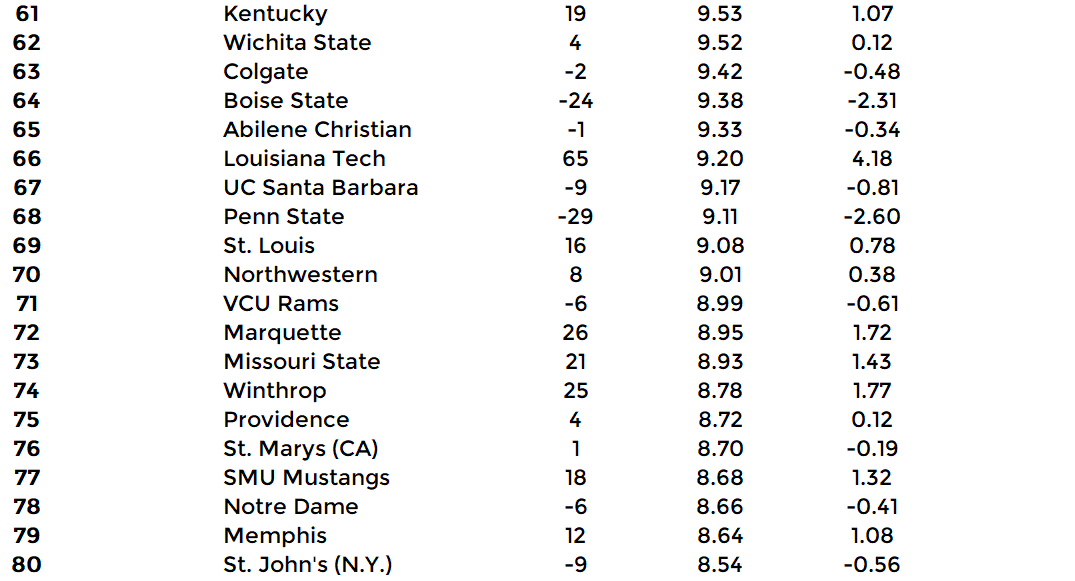 61 Kentucky 19 9.53 1.07
62 Wichita State 4 9.52 0.12
63 Colgate -2 9.42 -0.48
64 Boise State -24 9.38 -2.31
65 Abilene Christian -1 9.33 -0.34
66 Louisiana Tech 65 9.20 4.18
67 UC Santa Barbara -9 9.17 -0.81
68 Penn State -29 9.11 -2.60
69 St. Louis 16 9.08 0.78
70 Northwestern 8 9.01 0.38
71 VCU Rams -6 8.99 -0.61
72 Marquette 26 8.95 1.72
73 Missouri State 21 8.93 1.43
74 Winthrop 25 8.78 1.77
75 Providence 4 8.72 0.12
76 St. Marys (CA) 1 8.70 -0.19
77 SMU Mustangs 18 8.68 1.32
78 Notre Dame -6 8.66 -0.41
79 Memphis 12 8.64 1.08
80 St. John's (N.Y.) -9 8.54 -0.56